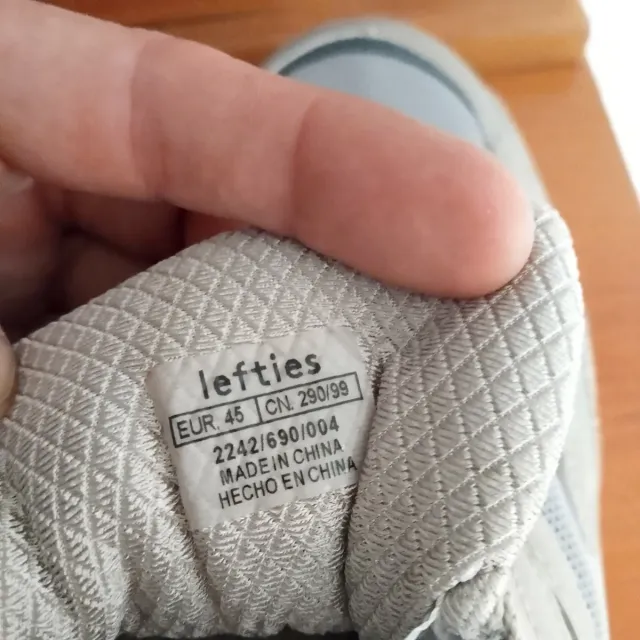 lefties
EUR. 45 CN. 290/99
2242/690/004
MADE IN CHINA
HECHO EN CHINA